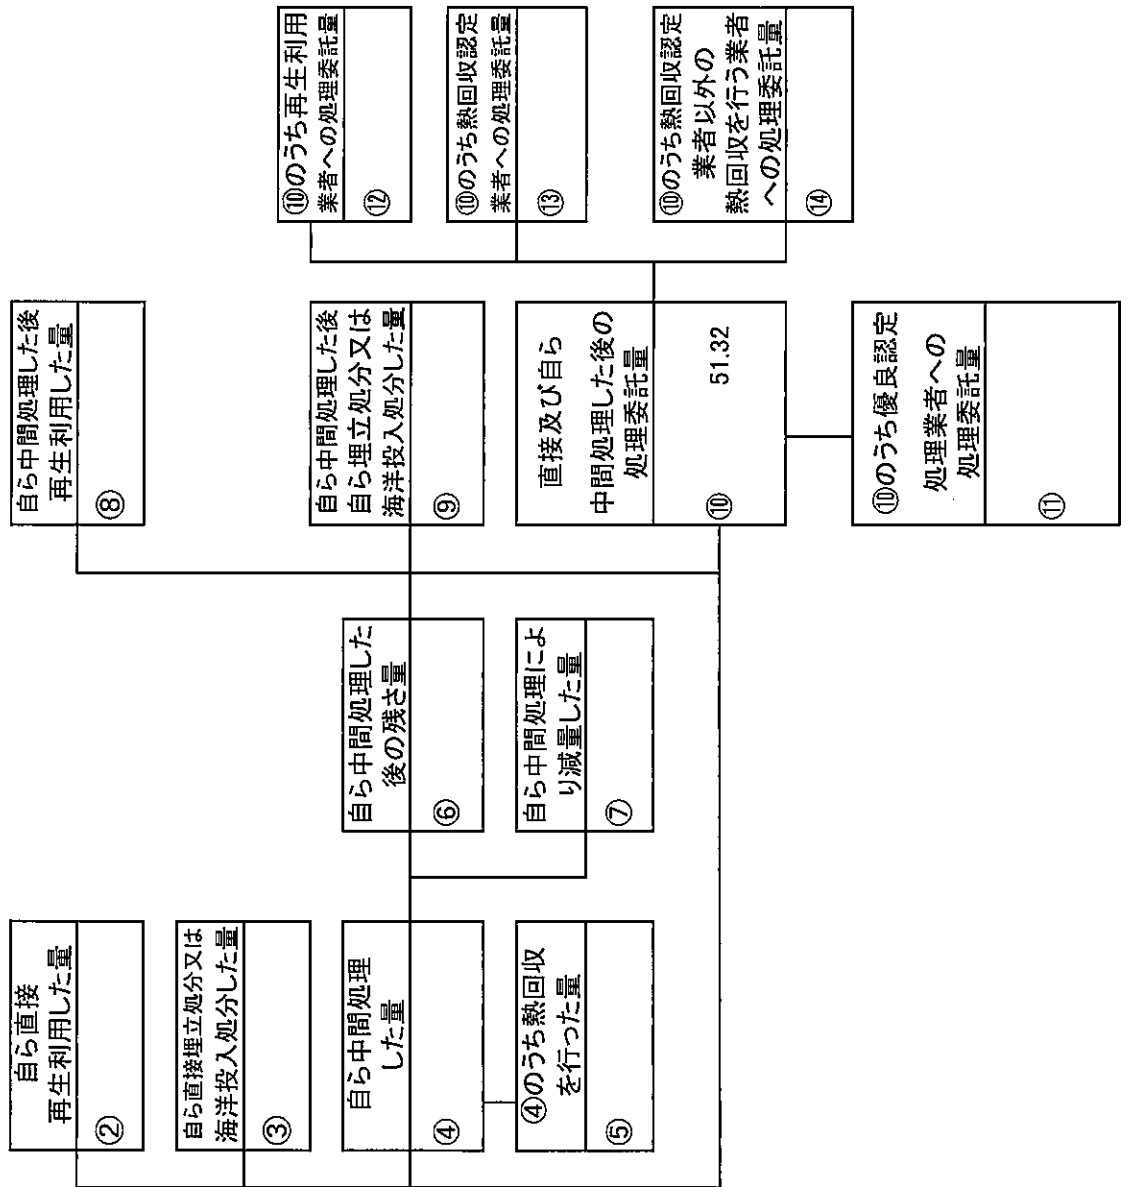 自ら直接
再生利用した量
②
自ら直接埋立処分又は
海洋投入処分した量
③
自ら中間処理
した量
④
④のうち熱回収
を行った量
⑤
自ら中間処理した
後の残さ量
⑥
自ら中間処理によ
り減量した量
⑦
自ら中間処理した後
再生利用した量
⑧
自ら中間処理した後
自ら埋立処分又は
海洋投入処分した量
⑨
直接及び自ら
中間処理した後の
処理委託量
⑩
51.32
⑩のうち優良認定
処理業者への
処理委託量
⑪
⑩のうち再生利用
業者への処理委託量
⑫
⑩のうち熱回収認定
業者への処理委託量
⑬
⑩のうち熱回収認定
業者以外の
熱回収を行う業者
への処理委託量
⑭